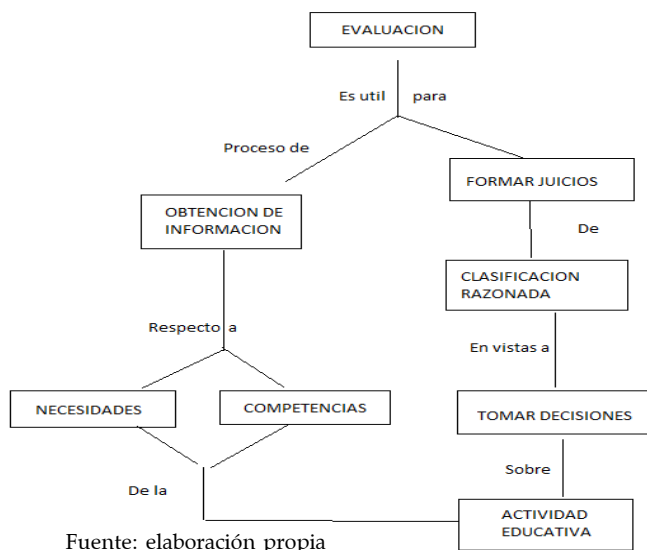 EVALUACION
Es util para
Proceso de
FORMAR JUICIOS
OBTENCION DE
INFORMACION
De
CLASIFICACION
RAZONADA
Respecto a
En vistas a
NECESIDADES
COMPETENCIAS
TOMAR DECISIONES
Sobre
De la
ACTIVIDAD
EDUCATIVA
Fuente: elaboración propia